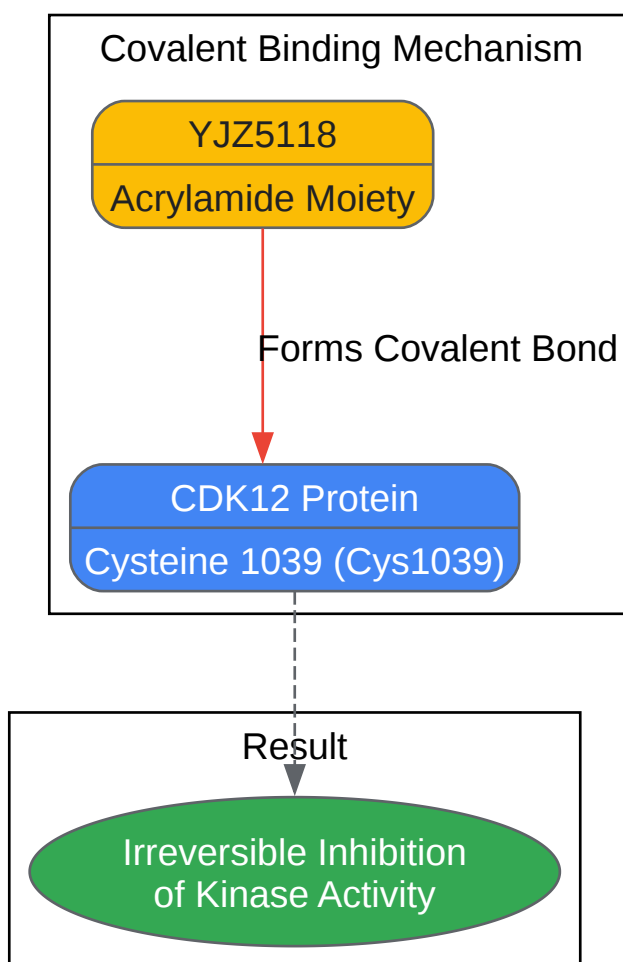 Covalent Binding Mechanism
YJZ5118
Acrylamide Moiety
Forms Covalent Bond
CDK12 Protein
Cysteine 1039 (Cys1039)
Result
Irreversible Inhibition
of Kinase Activity